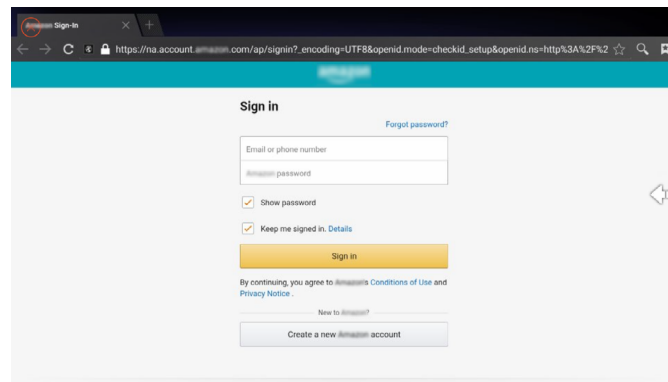 Sign-In
https://na.account. .com/ap/signin?_encoding=UTF8&openid.mode=checkid_setup&openid.ns=http%3A%2F%2
Sign in
Forgot password?
Email or phone number
password
Show password
Keep me signed in. Details
Sign in
By continuing, you agree to Conditions of Use and
Privacy Notice .
New to ?
Create a new account